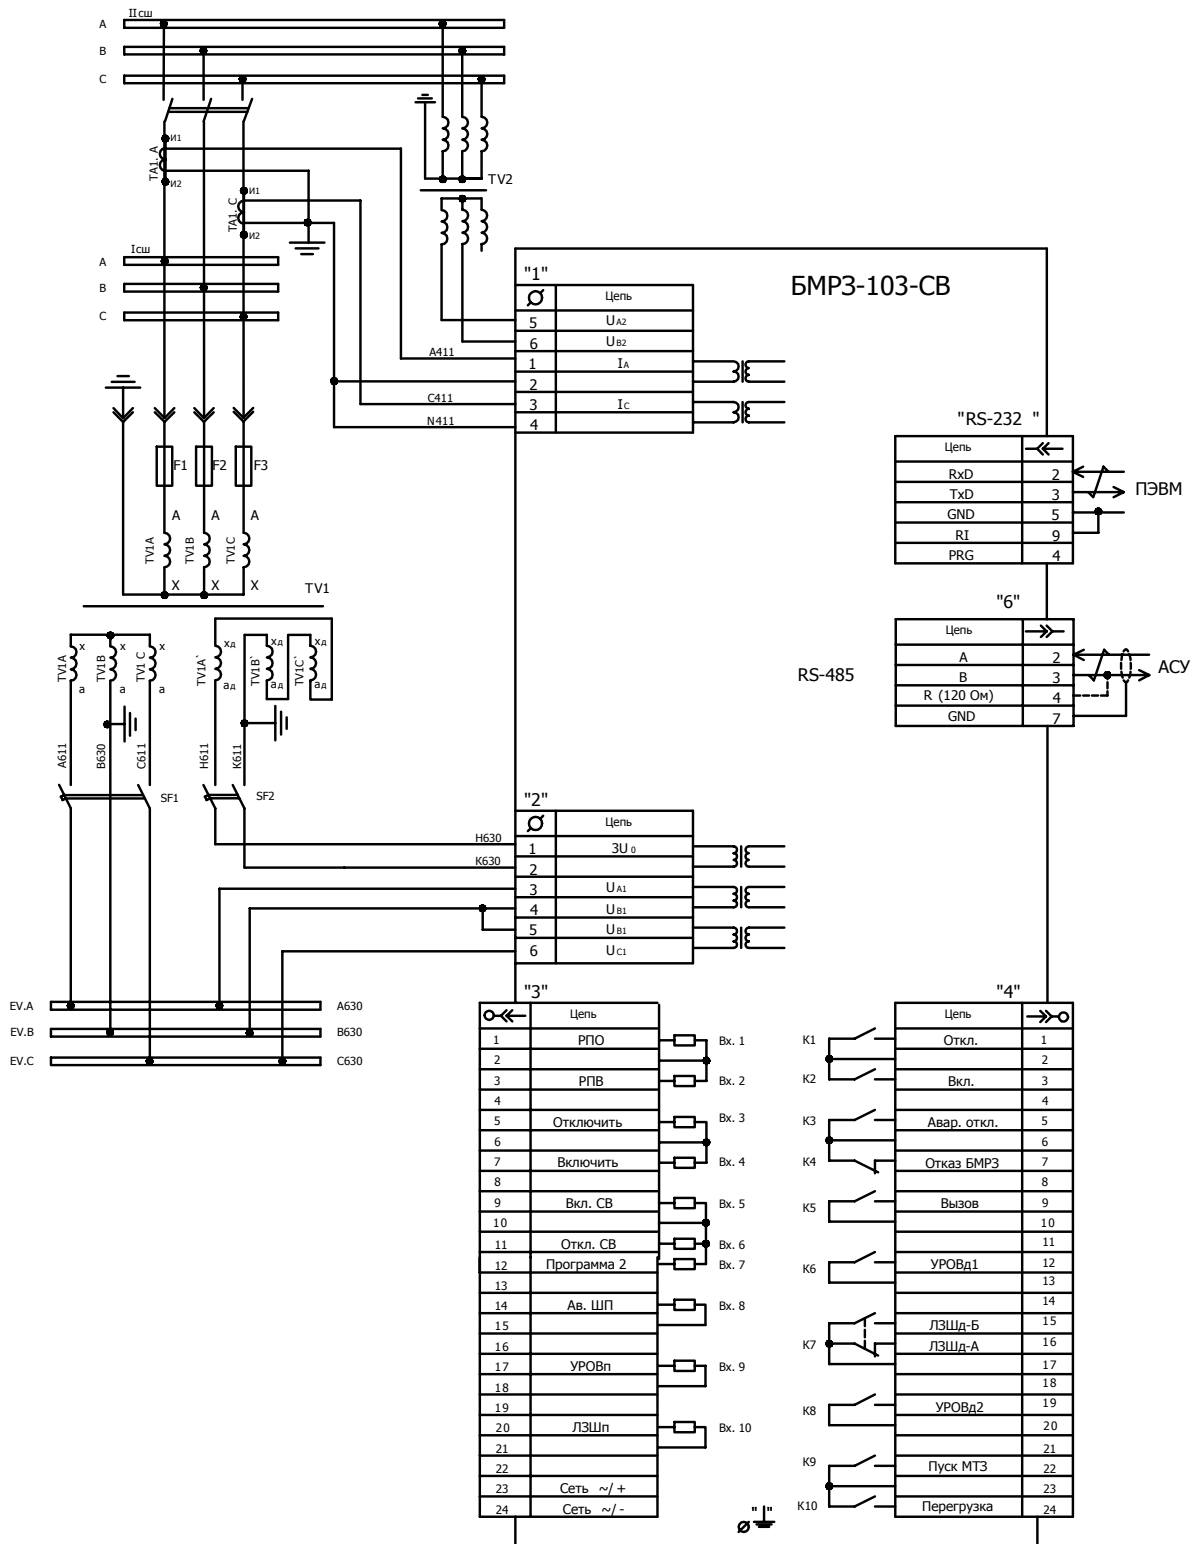 IIсш
A
B
C
И1
TA1. A
И2
И1
TA1. C
И2
TV2
Iсш
A
B
C
"1"
Цепь
5 UA2
6 UB2
1 IA
2
3 IC
4
A411
C411
N411
БМРЗ-103-СВ
F1
F2
F3
A
A
A
TV1A
TV1B
TV1C
X
X
X
TV1
"RS-232 "
Цепь
RxD 2
TxD 3
GND 5
RI 9
PRG 4
ПЭВМ
"6"
Цепь
A 2
B 3
R (120 Ом) 4
GND 7
RS-485
АСУ
TV1A
x
a
TV1B
x
a
TV1 C
x
a
TV1A`
xд
aд
TV1B`
xд
aд
TV1C`
xд
aд
A611
B630
C611
H611
K611
SF1
SF2
"2"
Цепь
1 3U0
2
3 UA1
4 UB1
5 UB1
6 UC1
H630
K630
EV.A
A630
EV.B
B630
EV.C
C630
"3"
Цепь
1 РПО Вх. 1
2
3 РПВ Вх. 2
4
5 Отключить Вх. 3
6
7 Включить Вх. 4
8
9 Вкл. СВ Вх. 5
10
11 Откл. СВ Вх. 6
12 Программа 2 Вх. 7
13
14 Ав. ШП Вх. 8
15
16
17 УРОВп Вх. 9
18
19
20 ЛЗШп Вх. 10
21
22
23 Сеть ~/ +
24 Сеть ~/ -
"4"
Цепь
K1 Откл. 1
2
K2 Вкл. 3
4
K3 Авар. откл. 5
6
K4 Отказ БМРЗ 7
8
K5 Вызов 9
10
11
K6 УРОВд1 12
13
14
ЛЗШд-Б 15
K7 ЛЗШд-А 16
17
18
K8 УРОВд2 19
20
21
K9 Пуск МТЗ 22
23
K10 Перегрузка 24
" "